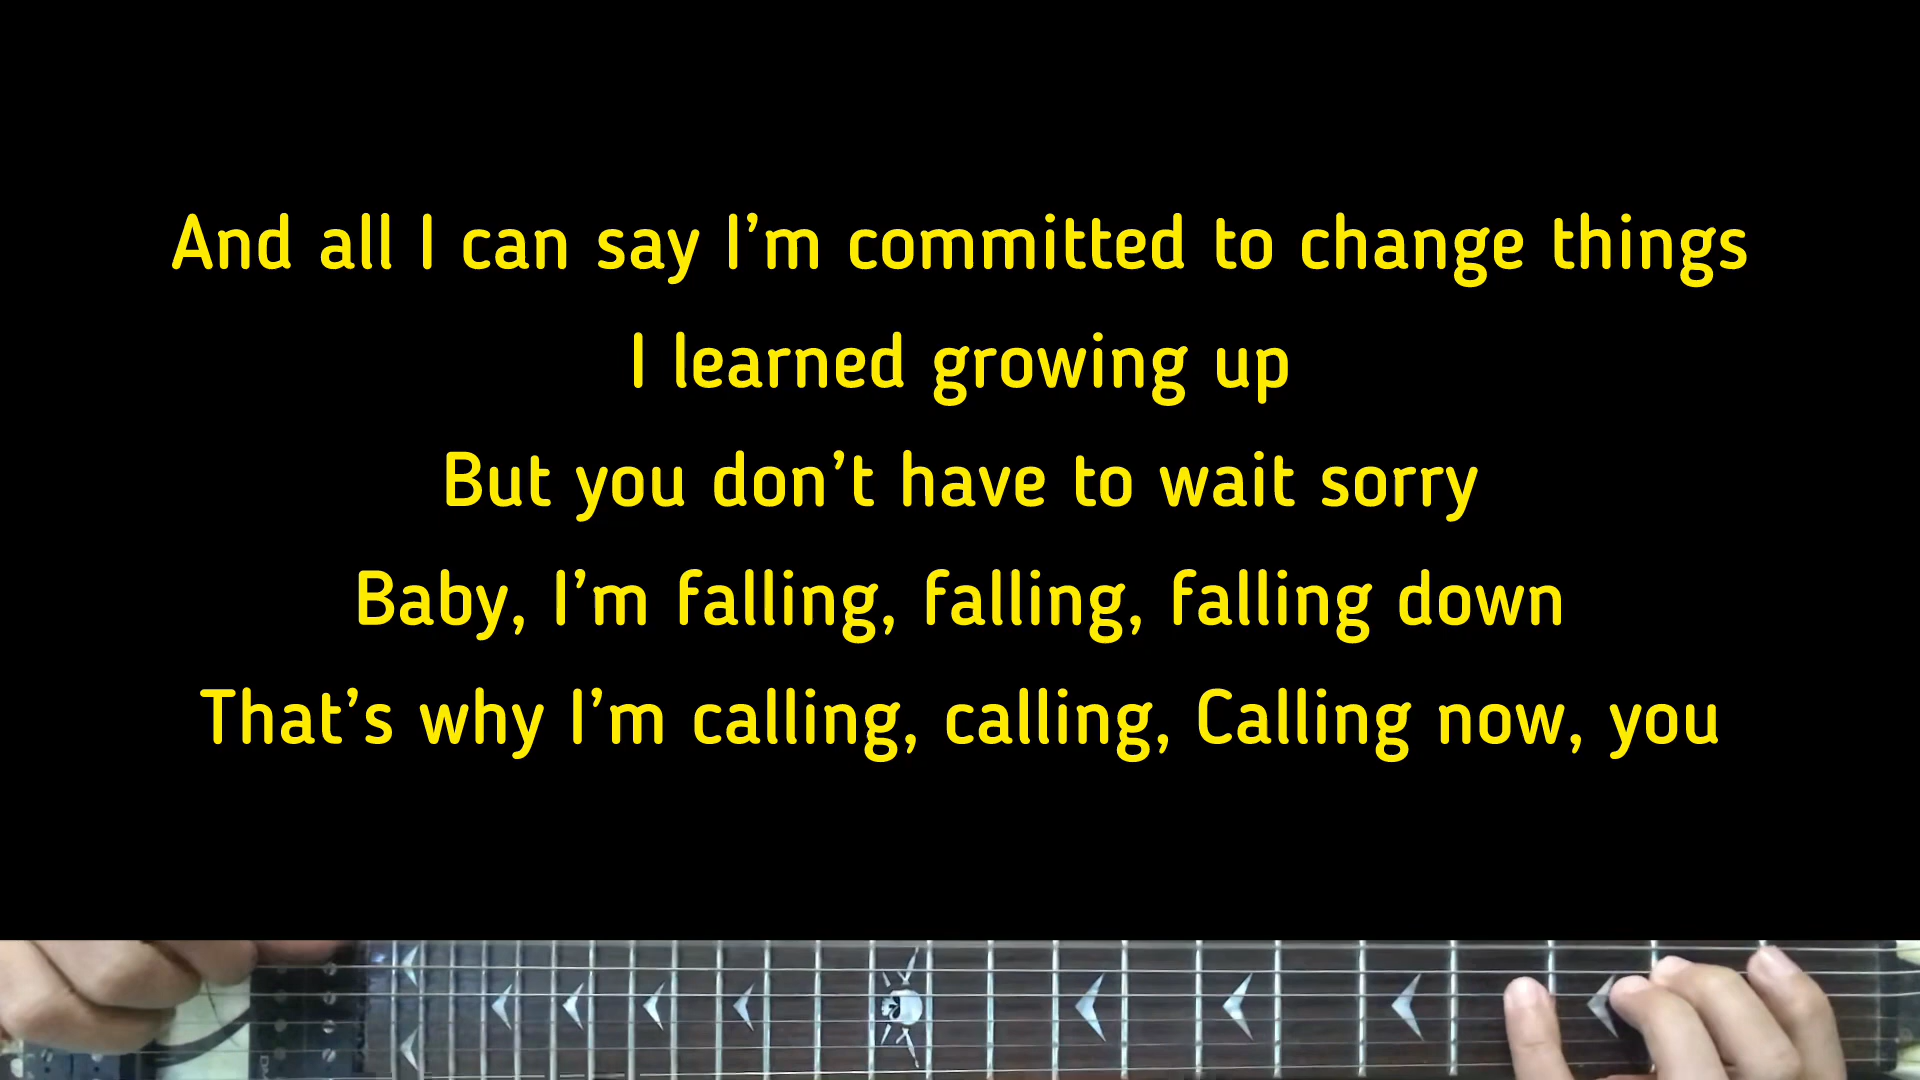 And all I can say I’m committed to change things
I learned growing up
But you don’t have to wait sorry
Baby, I’m falling, falling, falling down
That’s why I’m calling, calling, Calling now, you